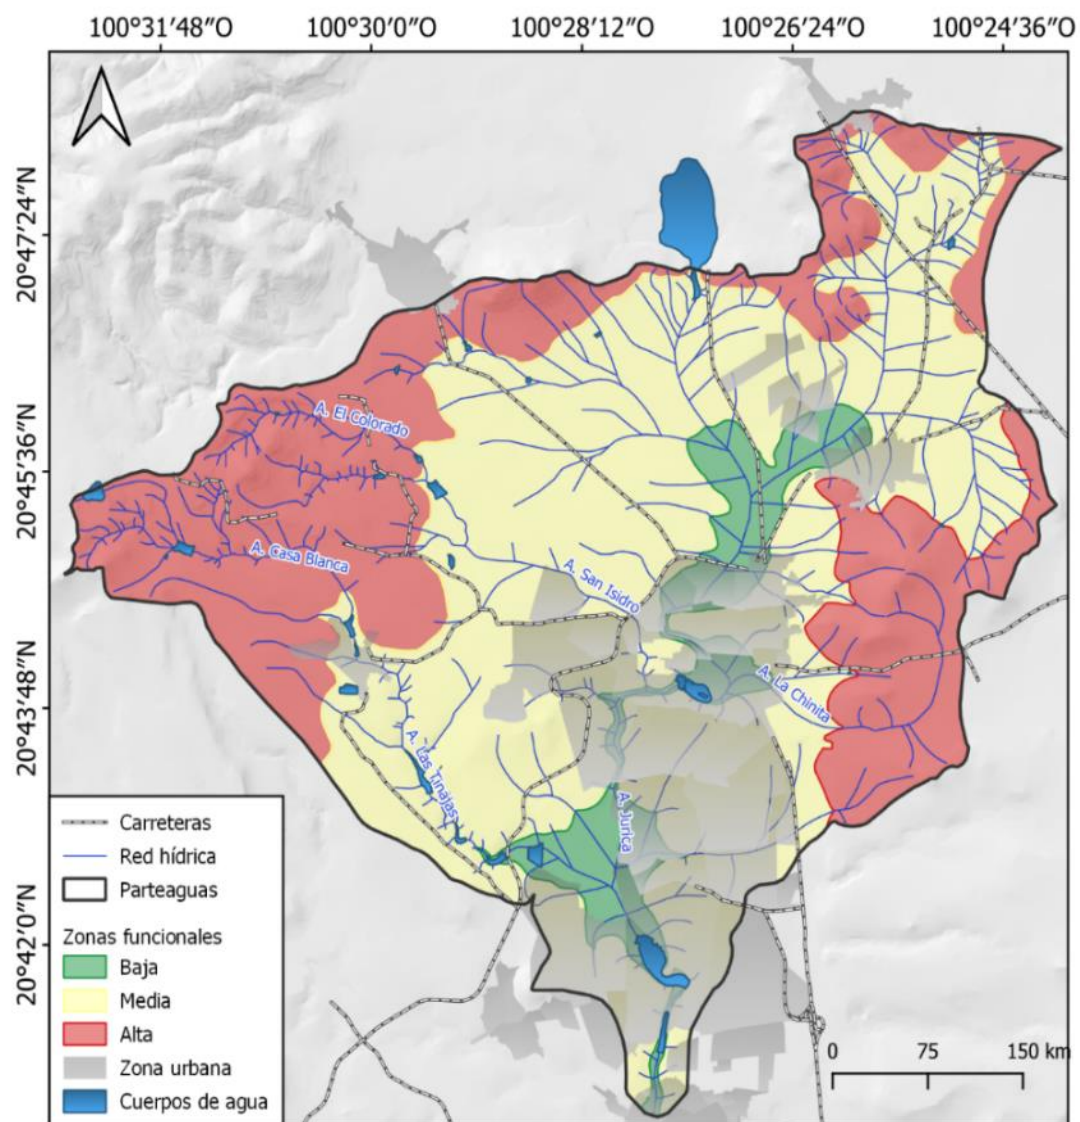 100°31'48"O 100°30'0"O 100°28'12"O 100°26'24"O 100°24'36"O
20°47'24"N
20°45'36"N
20°43'48"N
20°42'0"N
A. El Colorado
A. Casa Blanca
A. San Isidro
A. La Chinita
A. Las Tinajas
A. Jurica
Carreteras
Red hídrica
Parteaguas
Zonas funcionales
Baja
Media
Alta
Zona urbana
Cuerpos de agua
0 75 150 km